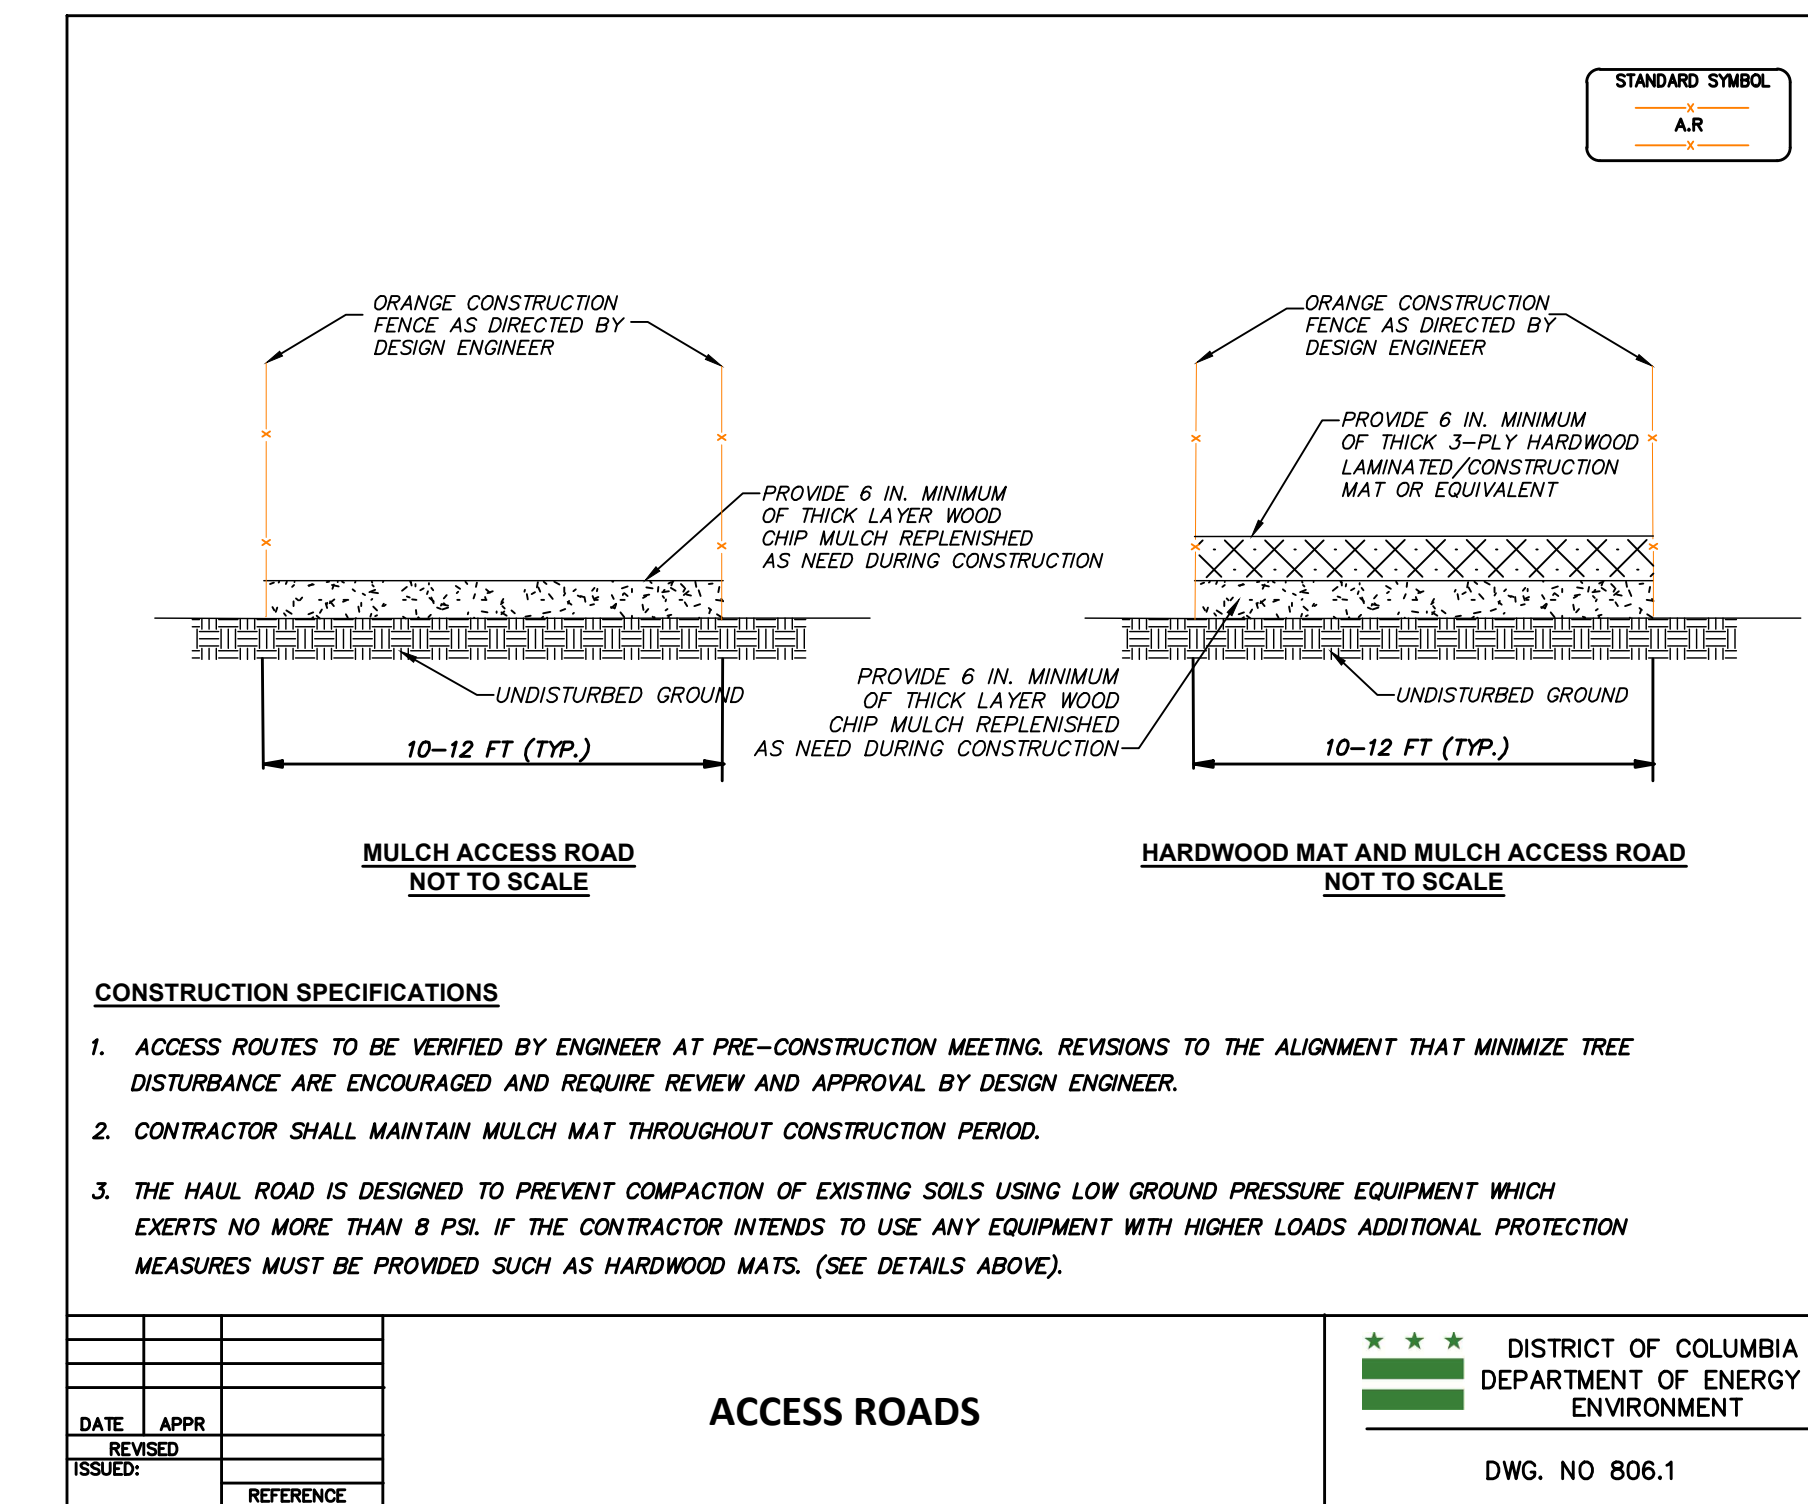 STANDARD SYMBOL
x
A.R
x
ORANGE CONSTRUCTION
FENCE AS DIRECTED BY
DESIGN ENGINEER
PROVIDE 6 IN. MINIMUM
OF THICK LAYER WOOD
CHIP MULCH REPLENISHED
AS NEED DURING CONSTRUCTION
UNDISTURBED GROUND
10-12 FT (TYP.)
MULCH ACCESS ROAD
NOT TO SCALE
ORANGE CONSTRUCTION
FENCE AS DIRECTED BY
DESIGN ENGINEER
PROVIDE 6 IN. MINIMUM
OF THICK 3-PLY HARDWOOD
LAMINATED/CONSTRUCTION
MAT OR EQUIVALENT
PROVIDE 6 IN. MINIMUM
OF THICK LAYER WOOD
CHIP MULCH REPLENISHED
AS NEED DURING CONSTRUCTION
UNDISTURBED GROUND
10-12 FT (TYP.)
HARDWOOD MAT AND MULCH ACCESS ROAD
NOT TO SCALE
CONSTRUCTION SPECIFICATIONS
1. ACCESS ROUTES TO BE VERIFIED BY ENGINEER AT PRE-CONSTRUCTION MEETING. REVISIONS TO THE ALIGNMENT THAT MINIMIZE TREE
DISTURBANCE ARE ENCOURAGED AND REQUIRE REVIEW AND APPROVAL BY DESIGN ENGINEER.
2. CONTRACTOR SHALL MAINTAIN MULCH MAT THROUGHOUT CONSTRUCTION PERIOD.
3. THE HAUL ROAD IS DESIGNED TO PREVENT COMPACTION OF EXISTING SOILS USING LOW GROUND PRESSURE EQUIPMENT WHICH
EXERTS NO MORE THAN 8 PSI. IF THE CONTRACTOR INTENDS TO USE ANY EQUIPMENT WITH HIGHER LOADS ADDITIONAL PROTECTION
MEASURES MUST BE PROVIDED SUCH AS HARDWOOD MATS. (SEE DETAILS ABOVE).
DATE APPR
REVISED
ISSUED:
REFERENCE
ACCESS ROADS
DISTRICT OF COLUMBIA
DEPARTMENT OF ENERGY
ENVIRONMENT
DWG. NO 806.1